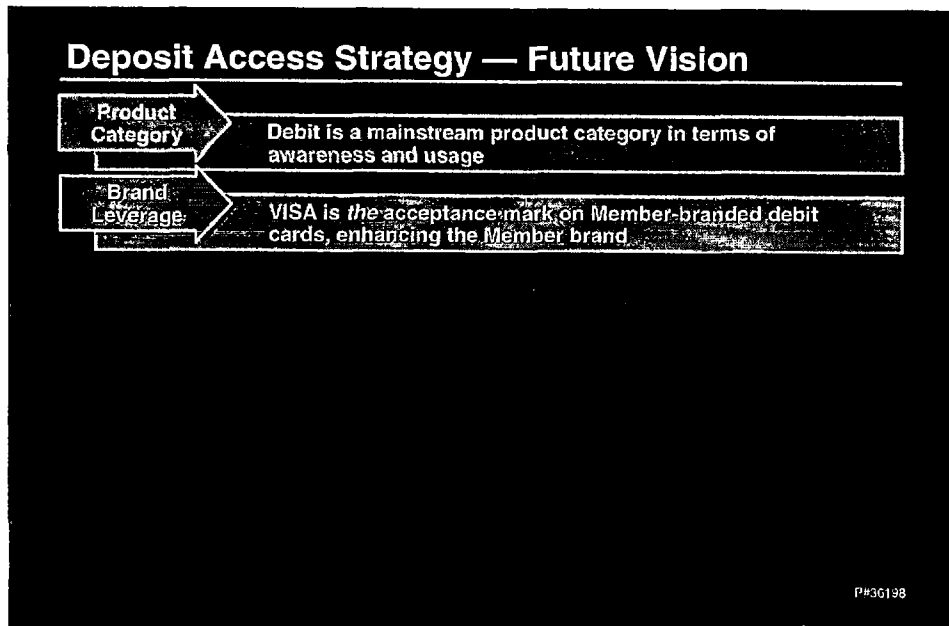 Deposit Access Strategy — Future Vision
Product
Category
Debit is a mainstream product category in terms of
awareness and usage
Brand
Leverage
VISA is the acceptance mark on Member-branded debit
cards, enhancing the Member brand
P#36198